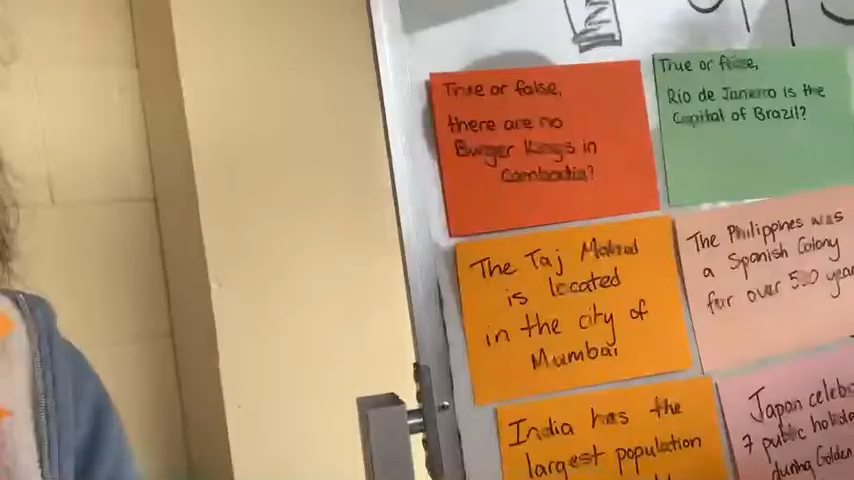 True or false,
there are no
Burger Kings in
Cambodia?
True or false,
Rio de Janeiro is the
Capital of Brazil?
The Taj Mahal
is located
in the city of
Mumbai
The Philippines was
a Spanish Colony
for over 500
India has the
largest population
Japan
7 public
during Golden